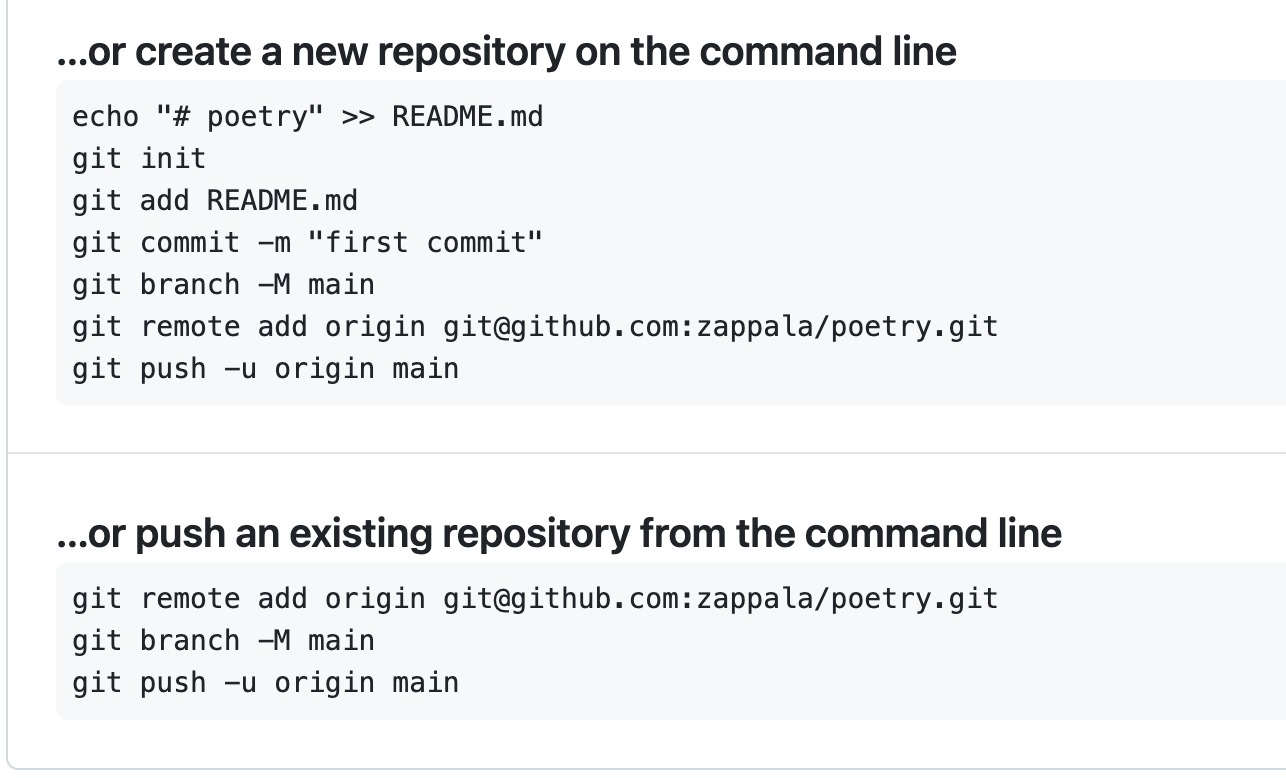 ...or create a new repository on the command line
echo "# poetry" >> README.md
git init
git add README.md
git commit -m "first commit"
git branch -M main
git remote add origin git@github.com:zappala/poetry.git
git push -u origin main
...or push an existing repository from the command line
git remote add origin git@github.com:zappala/poetry.git
git branch -M main
git push -u origin main